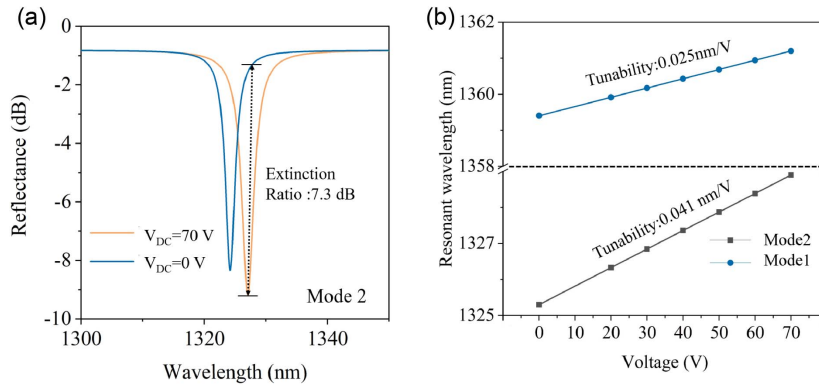 (a)
0
-2
-4
-6
-8
-10
Reflectance (dB)
Extinction
Ratio :7.3 dB
V_DC=70 V
V_DC=0 V
Mode 2
1300
1320
1340
Wavelength (nm)
(b)
1362
1360
1358
1327
1325
Resonant wavelength (nm)
Tunability:0.025nm/V
Tunability:0.041 nm/V
Mode2
Mode1
0
10
20
30
40
50
60
70
Voltage (V)